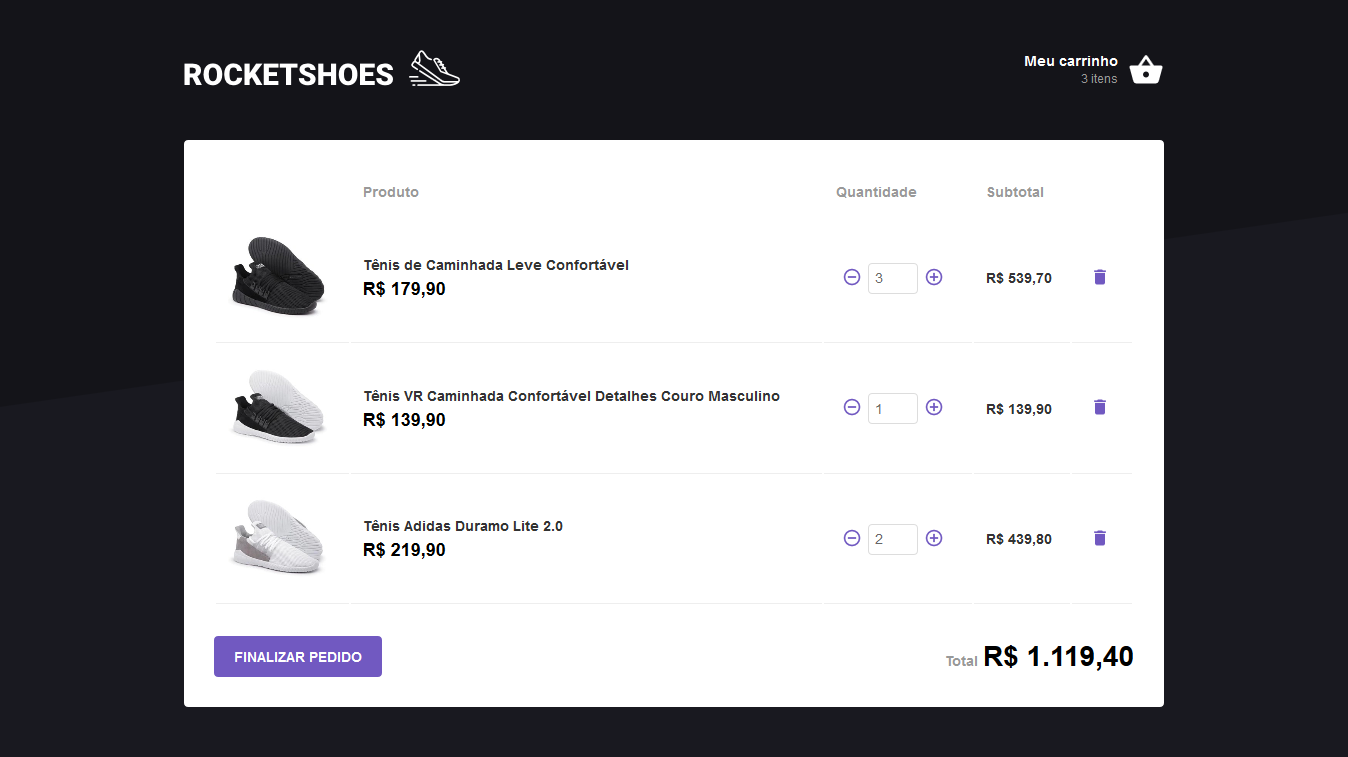 ROCKETSHOES
Meu carrinho
3 itens
Produto Quantidade Subtotal
Tênis de Caminhada Leve Confortável
R$ 179,90
3
R$ 539,70
Tênis VR Caminhada Confortável Detalhes Couro Masculino
R$ 139,90
1
R$ 139,90
Tênis Adidas Duramo Lite 2.0
R$ 219,90
2
R$ 439,80
FINALIZAR PEDIDO
Total R$ 1.119,40